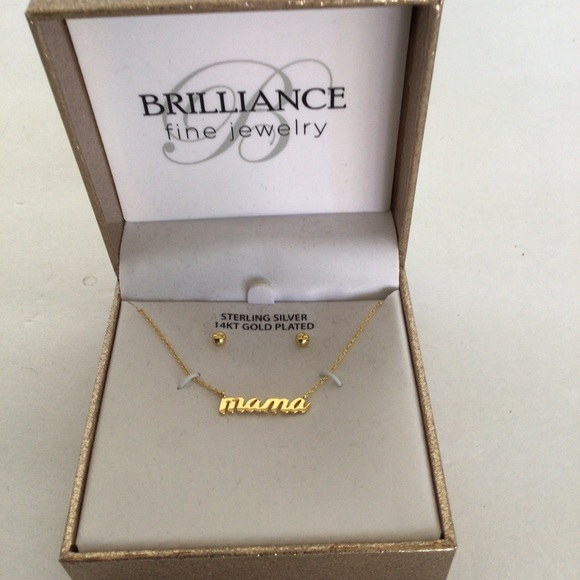 B
BRILLIANCE
fine jewelry
STERLING SILVER
14KT GOLD PLATED
mama